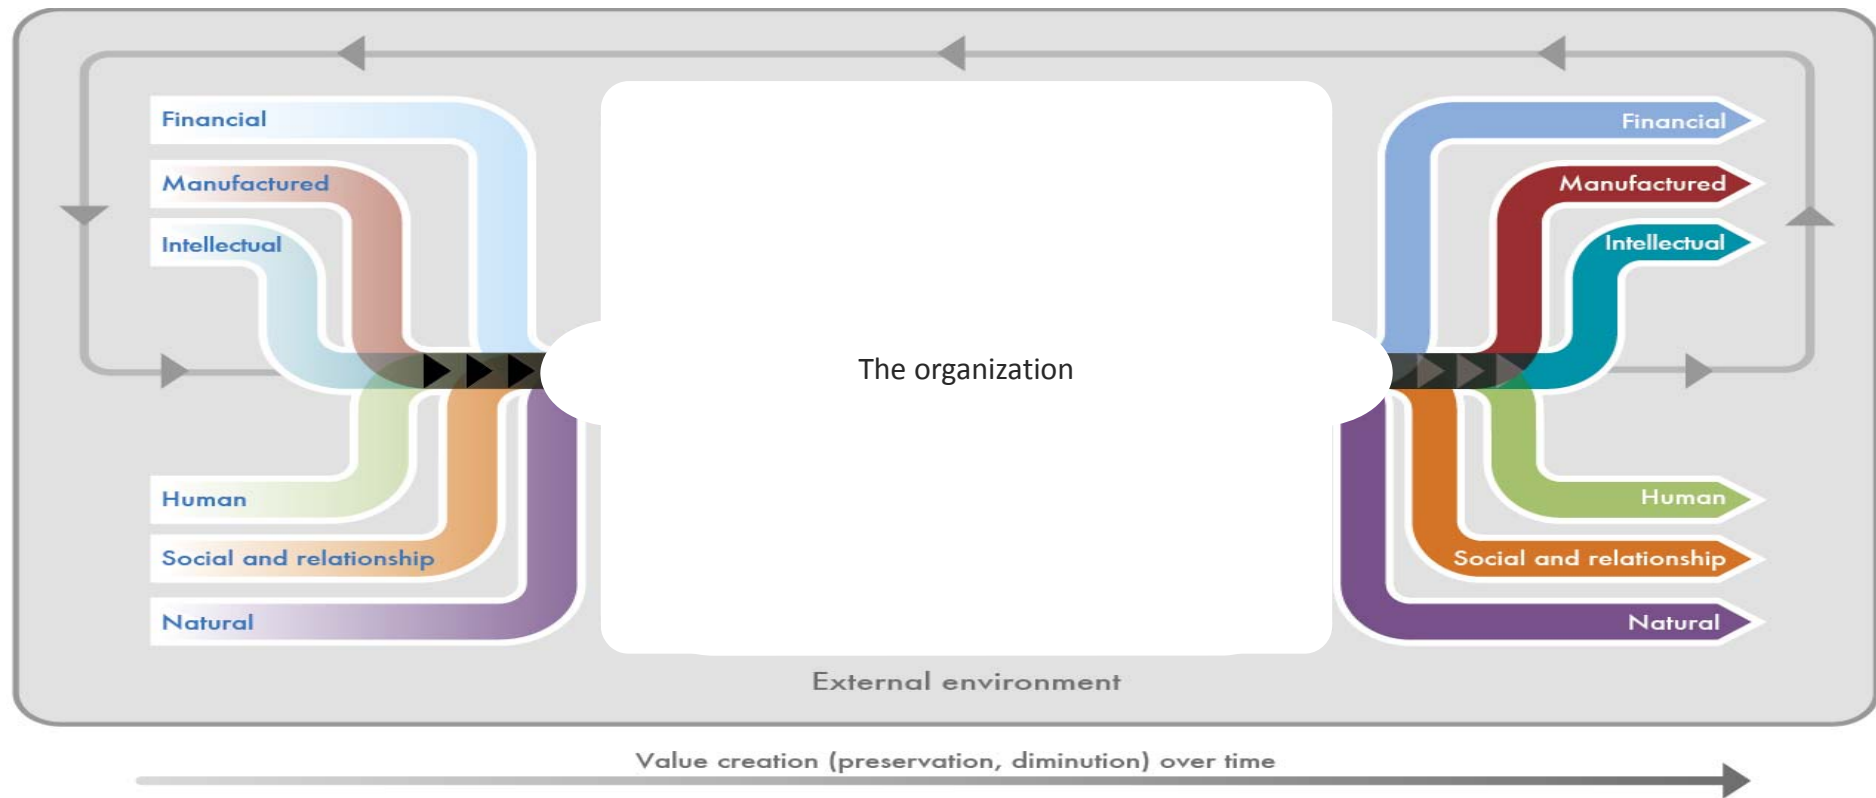 Financial
Manufactured
Intellectual
Human
Social and relationship
Natural
The organization
Financial
Manufactured
Intellectual
Human
Social and relationship
Natural
External environment
Value creation (preservation, diminution) over time